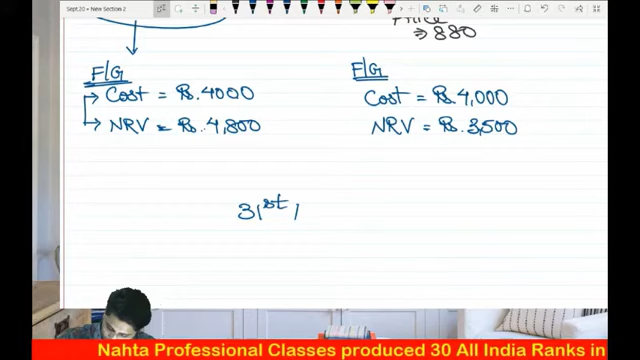 Sept 20 • New Section 2
Price
⇒ 880
F/G
Cost = Rs. 4000
NRV = Rs. 4,800
F/G
Cost = Rs. 4,000
NRV = Rs. 3,500
31st
Nahta Professional Classes produced 30 All India Ranks in